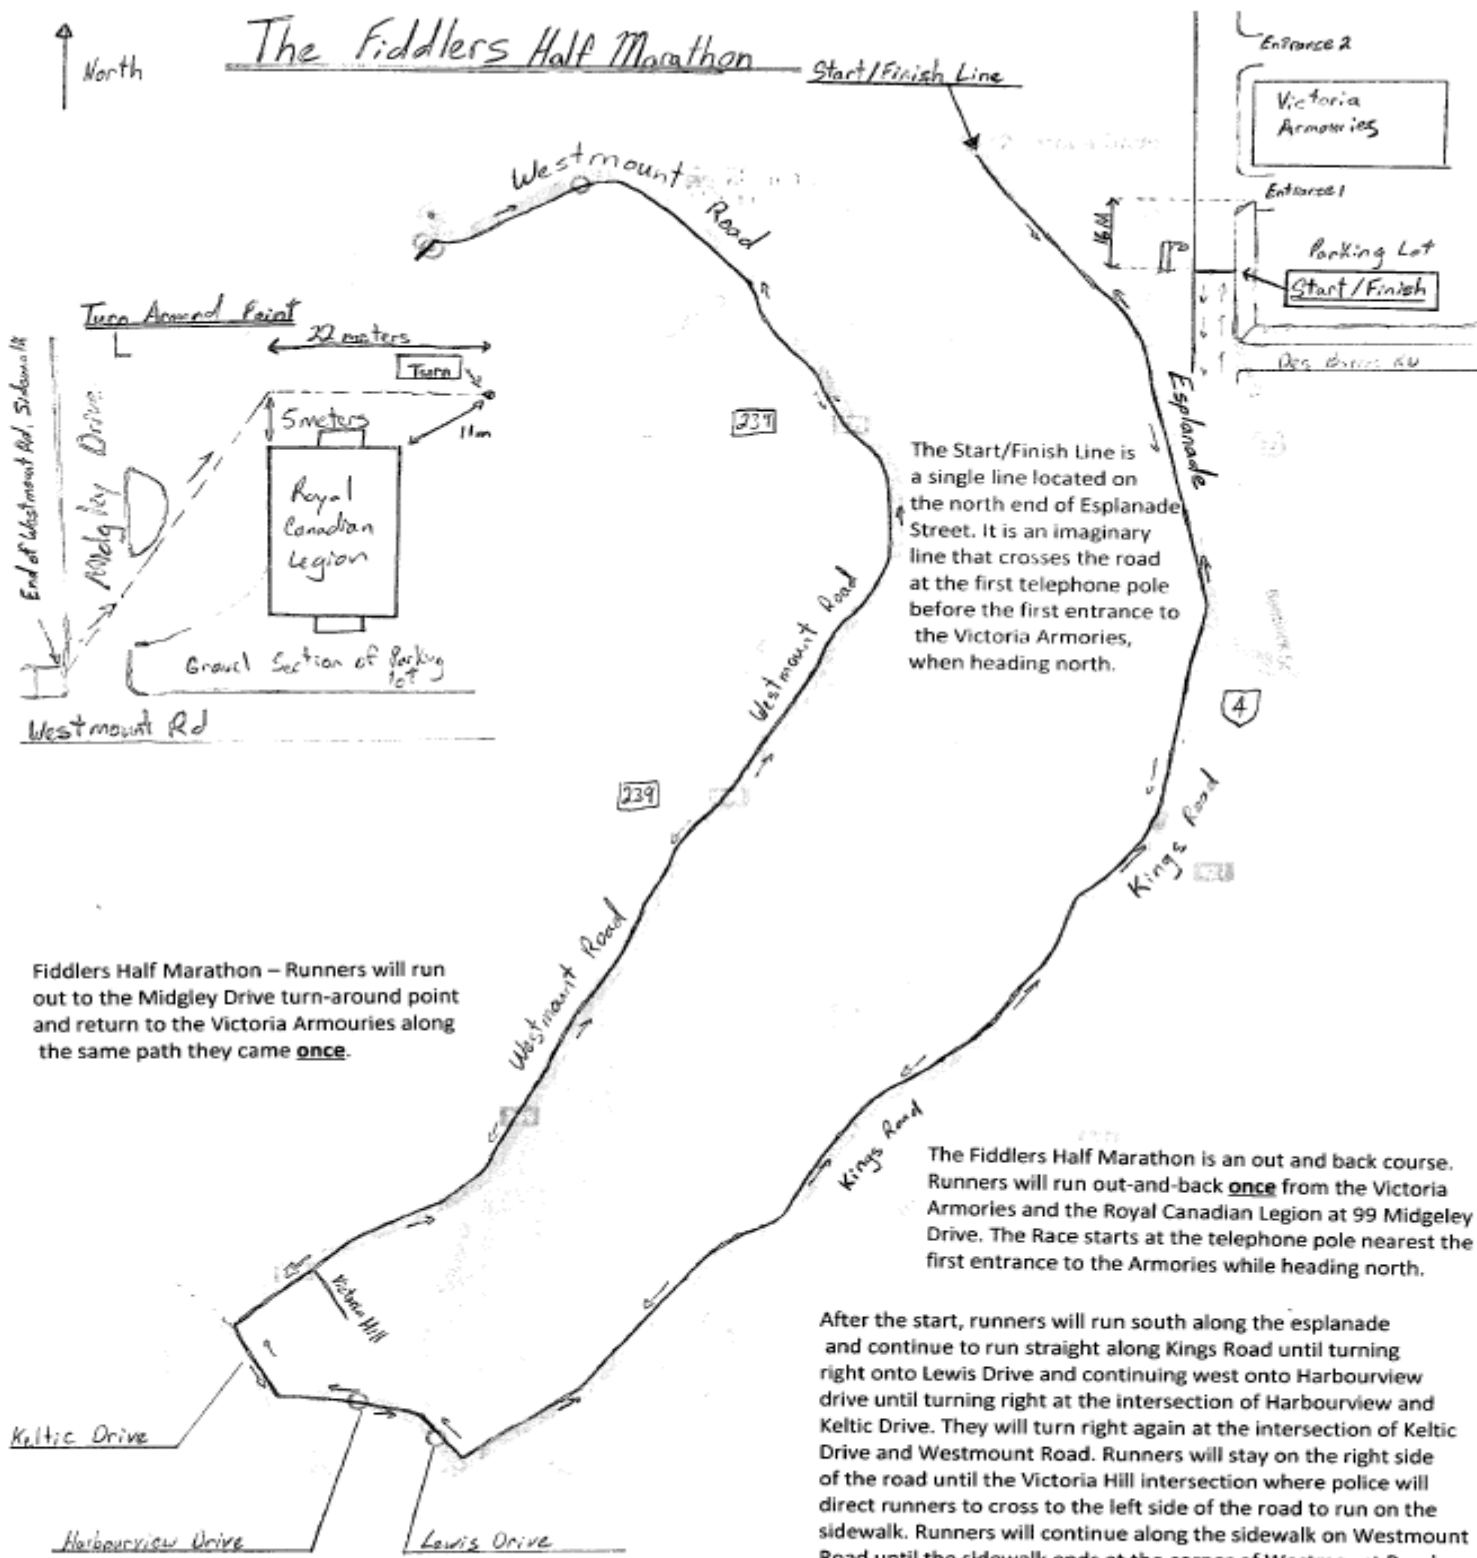 North
The Fiddlers Half Marathon
Start/Finish Line
Entrance 2
Victoria
Armouries
Entrance 1
16 M
Parking Lot
Start/Finish
Westmount
Road
Esplanade
Turn Around Point
22 meters
Turn
5 meters
11m
Royal
Canadian
Legion
End of Westmount Rd. Sidewalk
Midgley Drive
Gravel Section of Parking
lot
Westmount Rd
239
The Start/Finish Line is
a single line located on
the north end of Esplanade
Street. It is an imaginary
line that crosses the road
at the first telephone pole
before the first entrance to
the Victoria Armories,
when heading north.
Westmount Road
4
239
Kings Road
Westmount Road
Fiddlers Half Marathon – Runners will run
out to the Midgley Drive turn-around point
and return to the Victoria Armouries along
the same path they came once.
Kings Road
The Fiddlers Half Marathon is an out and back course.
Runners will run out-and-back once from the Victoria
Armories and the Royal Canadian Legion at 99 Midgeley
Drive. The Race starts at the telephone pole nearest the
first entrance to the Armories while heading north.
Victoria Hill
After the start, runners will run south along the esplanade
and continue to run straight along Kings Road until turning
right onto Lewis Drive and continuing west onto Harbourview
drive until turning right at the intersection of Harbourview and
Keltic Drive. They will turn right again at the intersection of Keltic
Drive and Westmount Road. Runners will stay on the right side
of the road until the Victoria Hill intersection where police will
direct runners to cross to the left side of the road to run on the
sidewalk. Runners will continue along the sidewalk on Westmount
Road until the sidewalk ends at the corner of Westmount Road
Keltic Drive
Harbourview Drive
Lewis Drive